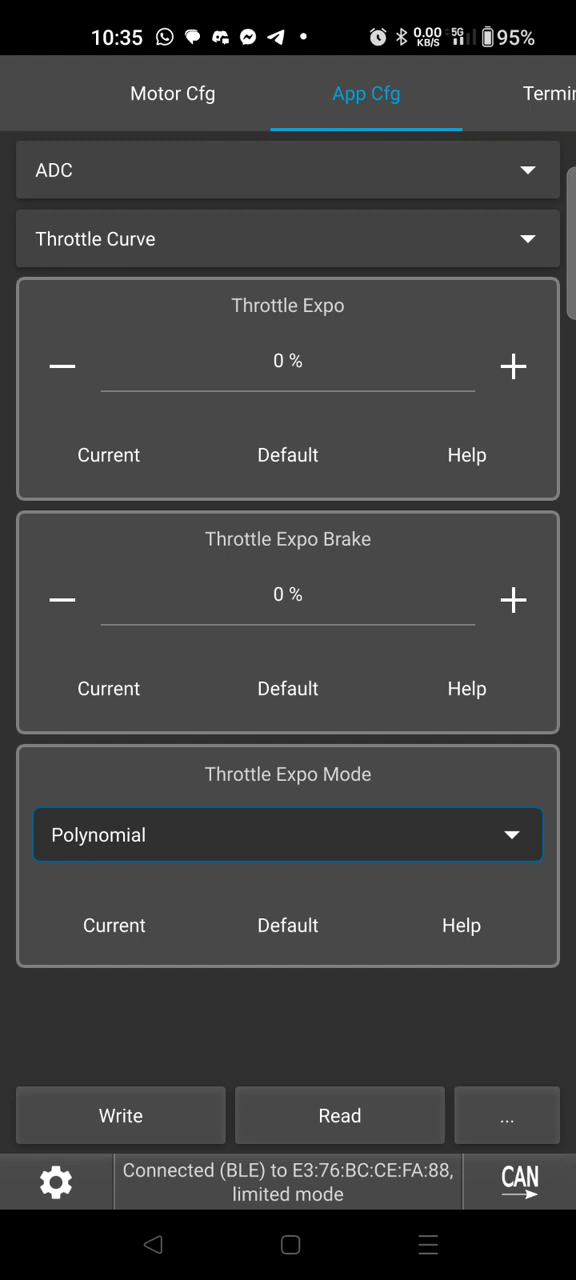 10:35 0.00 KB/S 5G 95%
Motor Cfg App Cfg Termin
ADC
Throttle Curve
Throttle Expo
0 %
Current Default Help
Throttle Expo Brake
0 %
Current Default Help
Throttle Expo Mode
Polynomial
Current Default Help
Write Read ...
Connected (BLE) to E3:76:BC:CE:FA:88,
limited mode
CAN